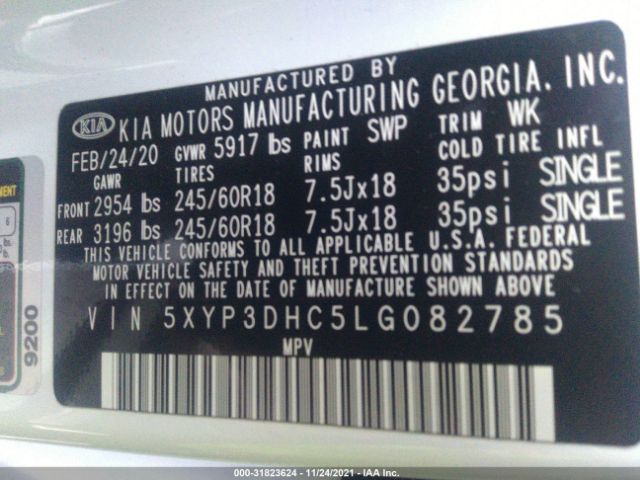 MANUFACTURED BY
KIA KIA MOTORS MANUFACTURING GEORGIA. INC.
FEB/24/20 GVWR 5917 lbs PAINT SWP TRIM WK
GAWR TIRES RIMS COLD TIRE INFL
FRONT 2954 lbs 245/60R18 7.5Jx18 35psi SINGLE
REAR 3196 lbs 245/60R18 7.5Jx18 35psi SINGLE
THIS VEHICLE CONFORMS TO ALL APPLICABLE U.S.A. FEDERAL
MOTOR VEHICLE SAFETY AND THEFT PREVENTION STANDARDS
IN EFFECT ON THE DATE OF MANUFACTURE SHOWN ABOVE
VIN 5XYP3DHC5LG082785
MPV
9200
000-31823624 - 11/24/2021 - IAA Inc.